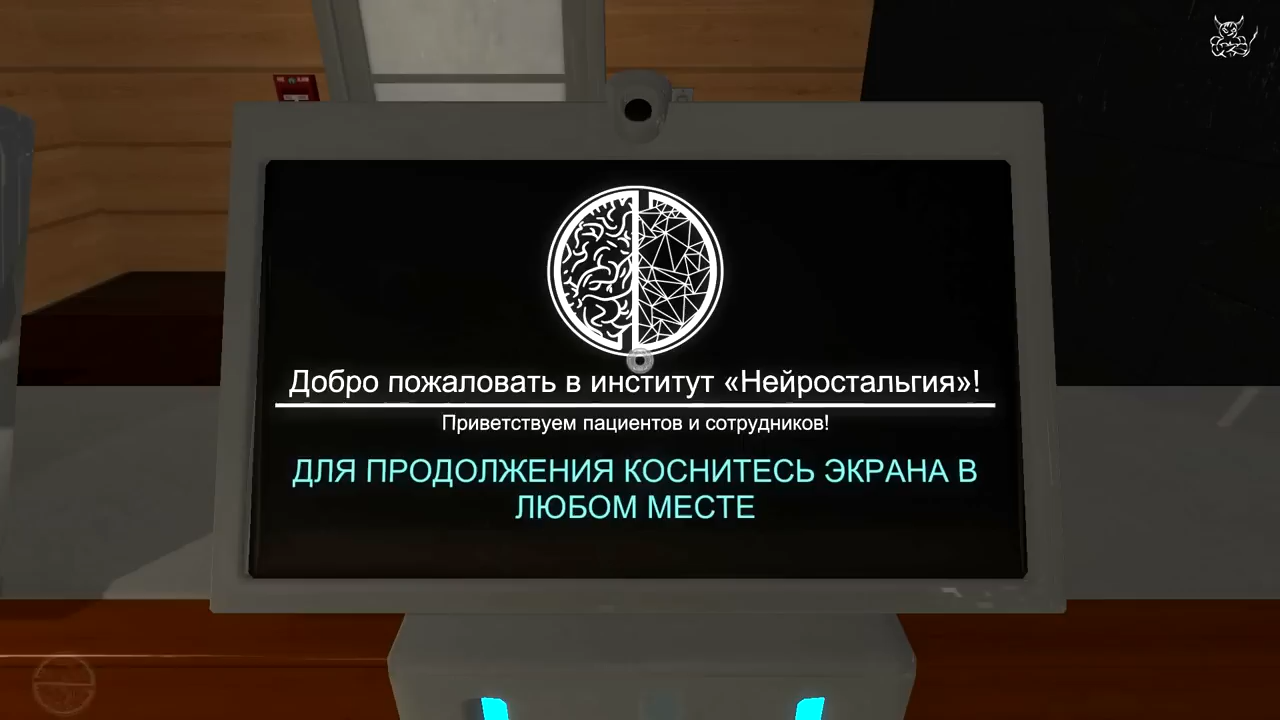 Добро пожаловать в институт «Нейростальгия»!
Приветствуем пациентов и сотрудников!
ДЛЯ ПРОДОЛЖЕНИЯ КОСНИТЕСЬ ЭКРАНА В
ЛЮБОМ МЕСТЕ